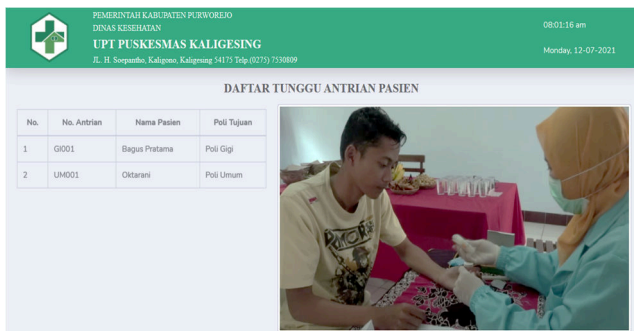 PEMERINTAH KABUPATEN PURWOREJO
DINAS KESEHATAN
UPT PUSKESMAS KALIGESING
JL. H. Soepantho, Kaligono, Kaligesing 54175 Telp.(0275) 7530809
08:01:16 am
Monday, 12-07-2021
DAFTAR TUNGGU ANTRIAN PASIEN
No. No. Antrian Nama Pasien Poli Tujuan
1 GI001 Bagus Pratama Poli Gigi
2 UM001 Oktarani Poli Umum